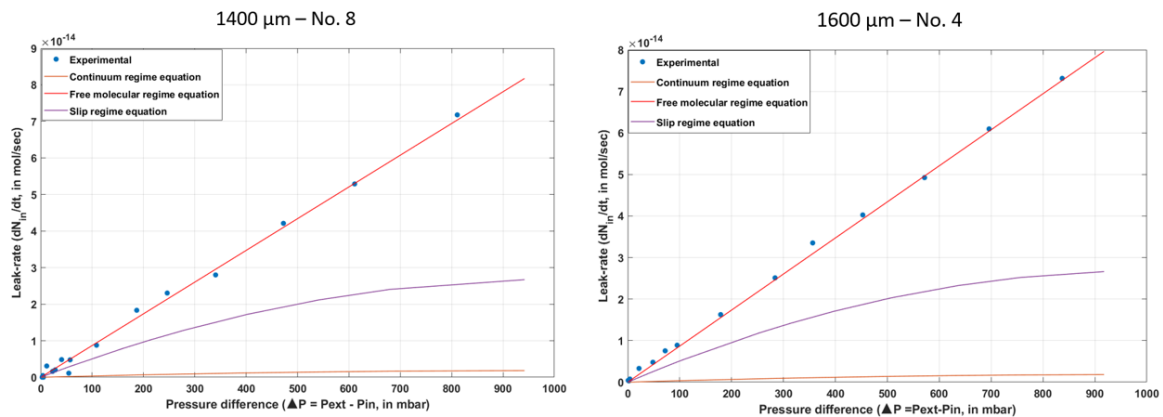 1400 µm – No. 8
×10⁻¹⁴
9
8
7
6
5
4
3
2
1
0
Experimental
Continuum regime equation
Free molecular regime equation
Slip regime equation
Leak-rate (dN_in/dt, in mol/sec)
0 100 200 300 400 500 600 700 800 900 1000
Pressure difference (▲P = Pext - Pin, in mbar)
1600 µm – No. 4
×10⁻¹⁴
8
7
6
5
4
3
2
1
0
Experimental
Continuum regime equation
Free molecular regime equation
Slip regime equation
Leak-rate (dN_in/dt, in mol/sec)
0 100 200 300 400 500 600 700 800 900 1000
Pressure difference (▲P =Pext-Pin, in mbar)